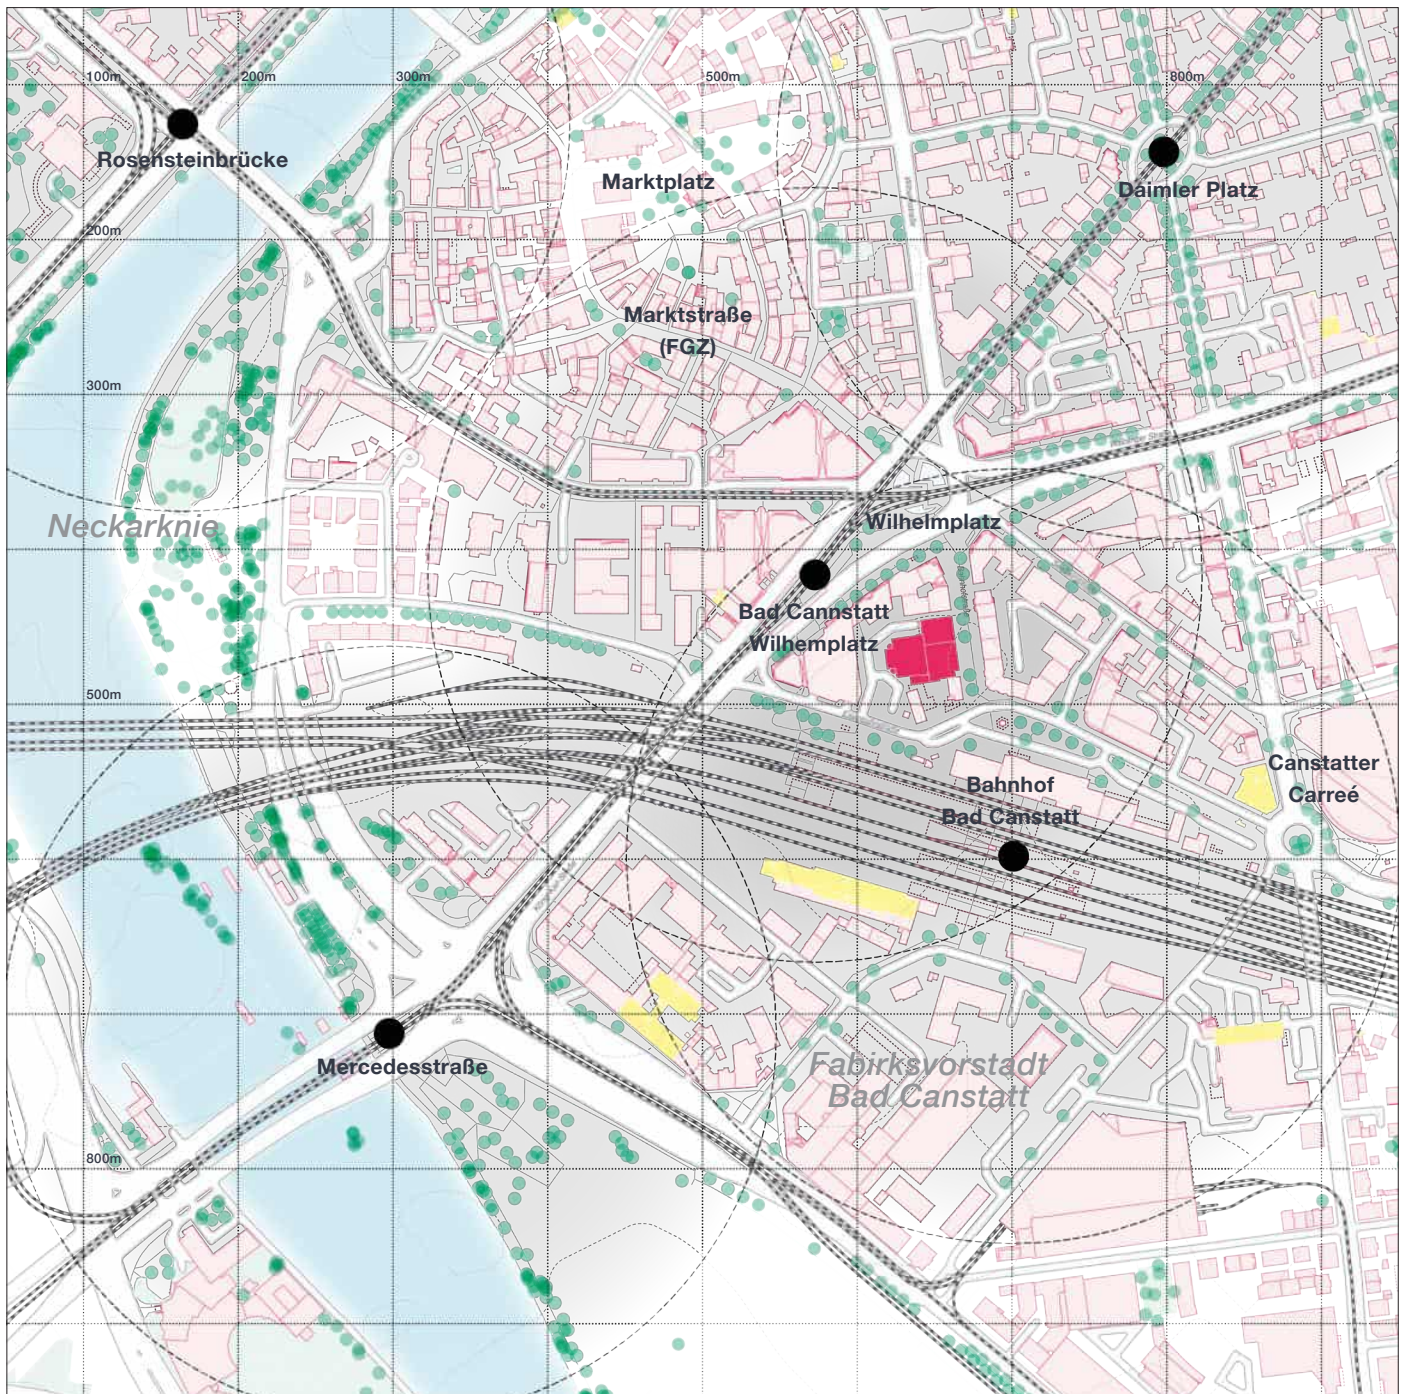 100m
200m
300m
500m
800m
Rosensteinbrücke
Marktplatz
Daimler Platz
200m
Marktstraße
(FGZ)
300m
Neckarknie
Wilhelmplatz
Bad Cannstatt
Wilhemplatz
500m
Canstatter
Carreé
Bahnhof
Bad Canstatt
Mercedesstraße
Fabirksvorstadt
Bad Canstatt
800m